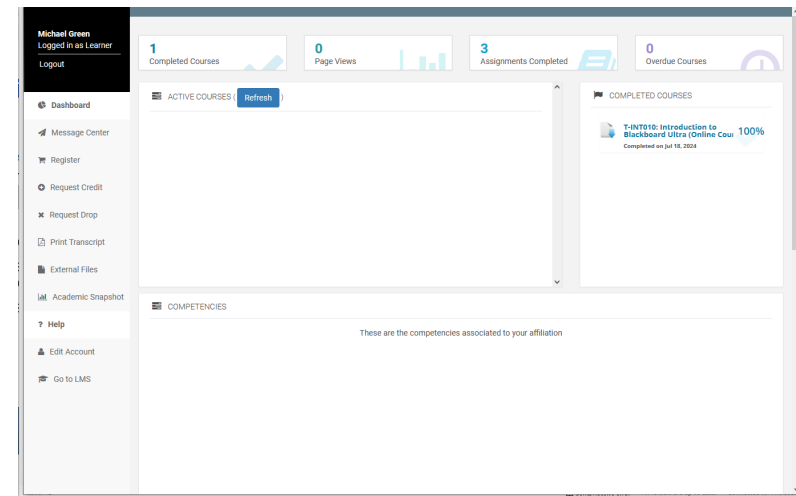 Michael Green
Logged in as Learner
Logout
Dashboard
Message Center
Register
Request Credit
Request Drop
Print Transcript
External Files
Academic Snapshot
? Help
Edit Account
Go to LMS
1
Completed Courses
0
Page Views
3
Assignments Completed
0
Overdue Courses
ACTIVE COURSES ( Refresh )
COMPLETED COURSES
T-INT010: Introduction to
Blackboard Ultra (Online Cour
100%
Completed on Jul 18, 2024
COMPETENCIES
These are the competencies associated to your affiliation